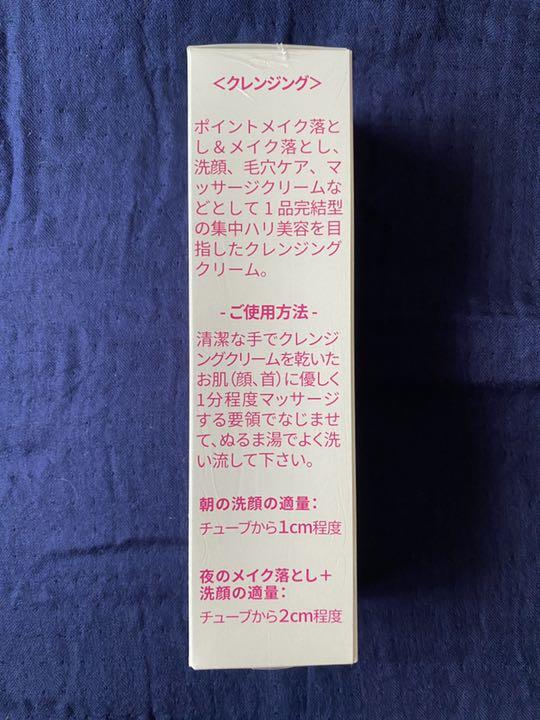 ＜クレンジング＞
ポイントメイク落と
し＆メイク落とし、
洗顔、毛穴ケア、マ
ッサージクリームな
どとして1品完結型
の集中ハリ美容を目
指したクレンジング
クリーム。
- ご使用方法 -
清潔な手でクレンジ
ングクリームを乾いた
お肌(顔、首)に優しく
1分程度マッサージ
する要領でなじませ
て、ぬるま湯でよく洗
い流して下さい。
朝の洗顔の適量：
チューブから1cm程度
夜のメイク落とし＋
洗顔の適量：
チューブから2cm程度